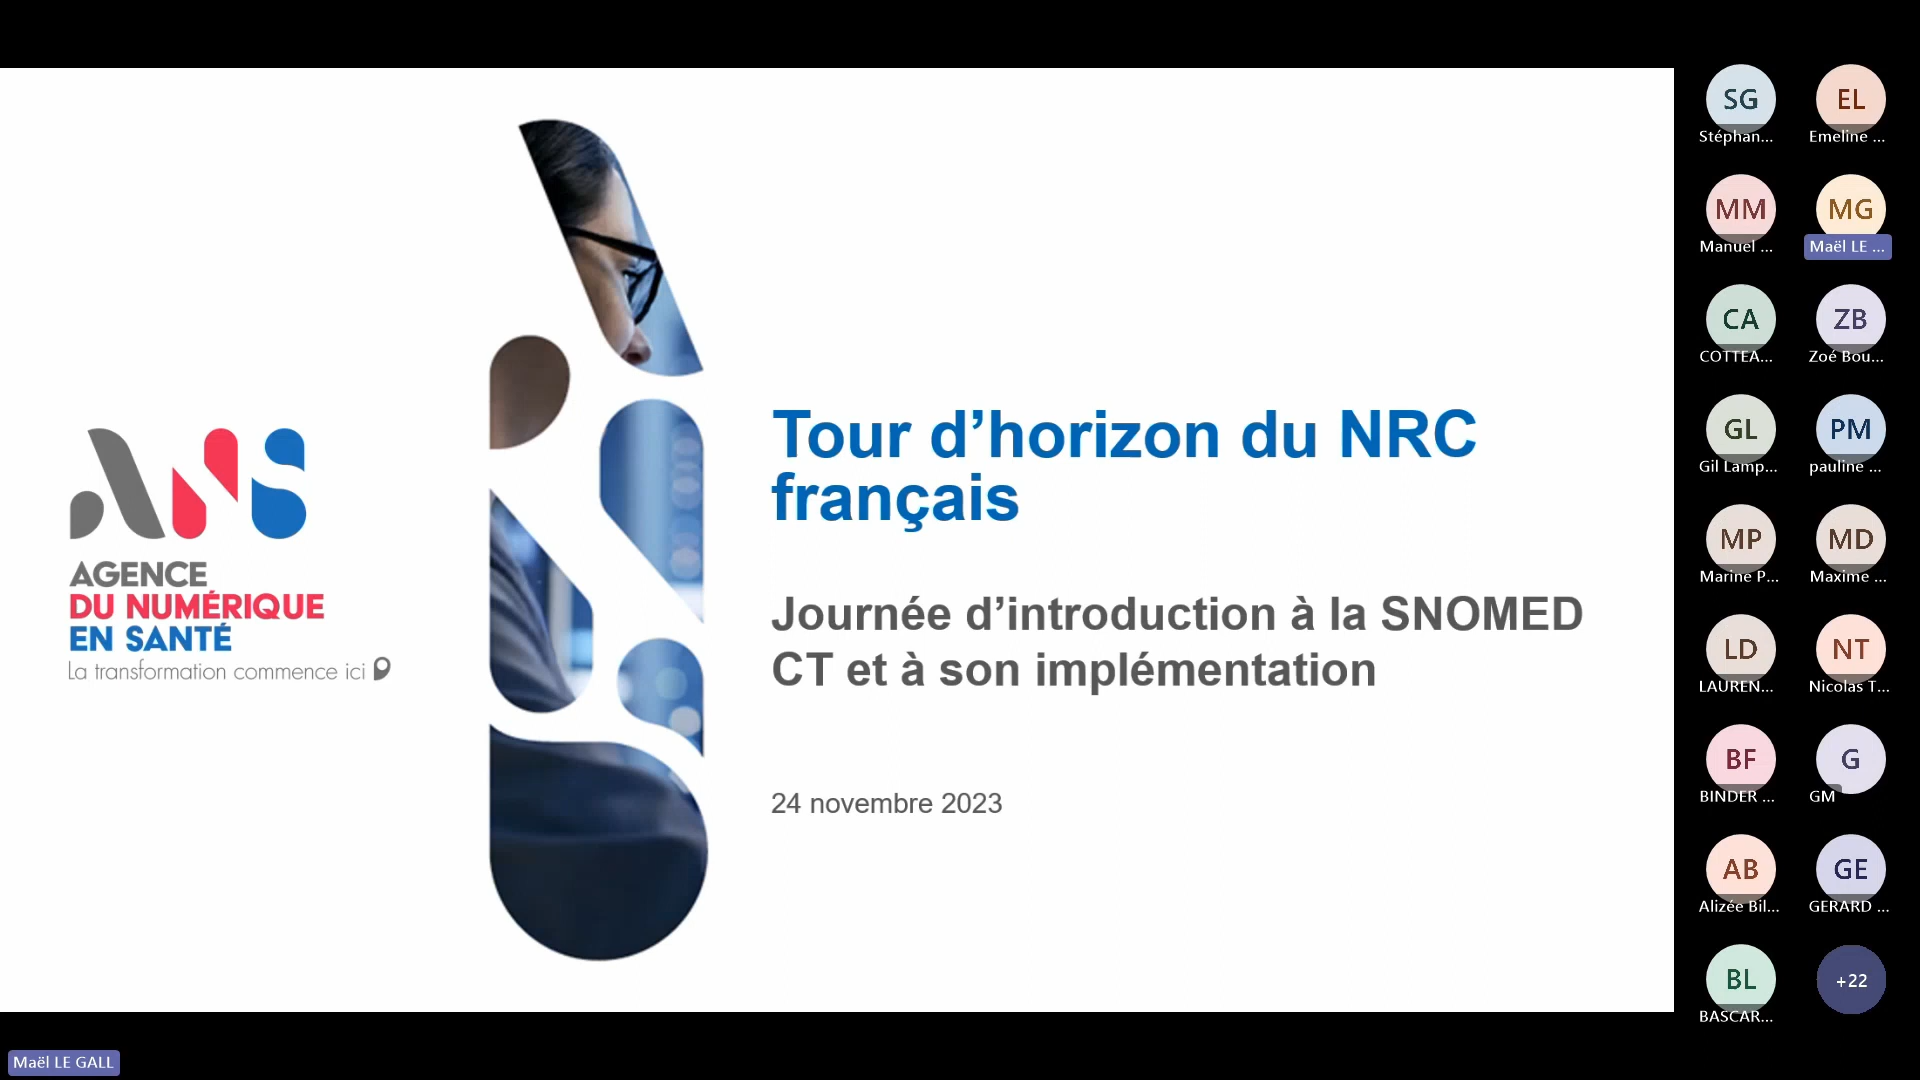 ANS
AGENCE
DU NUMÉRIQUE
EN SANTÉ
La transformation commence ici
Tour d’horizon du NRC
français
Journée d’introduction à la SNOMED
CT et à son implémentation
24 novembre 2023
SG
Stéphan...
EL
Emeline ...
MM
Manuel ...
MG
Maël LE ...
CA
COTTEA...
ZB
Zoé Bou...
GL
Gil Lamp...
PM
pauline ...
MP
Marine P...
MD
Maxime ...
LD
LAUREN...
NT
Nicolas T...
BF
BINDER ...
G
GM
AB
Alizée Bil...
GE
GERARD ...
BL
BASCAR...
+22
Maël LE GALL